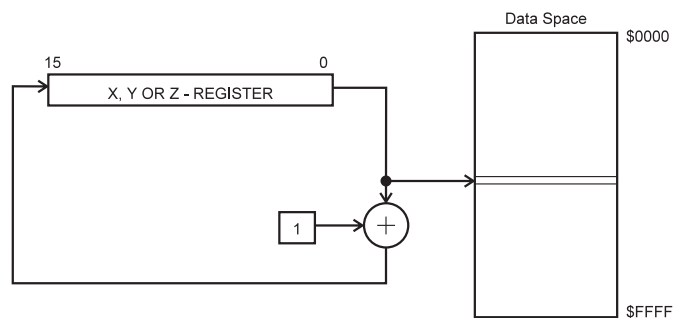 Data Space
$0000
15
0
X, Y OR Z - REGISTER
1
+
$FFFF